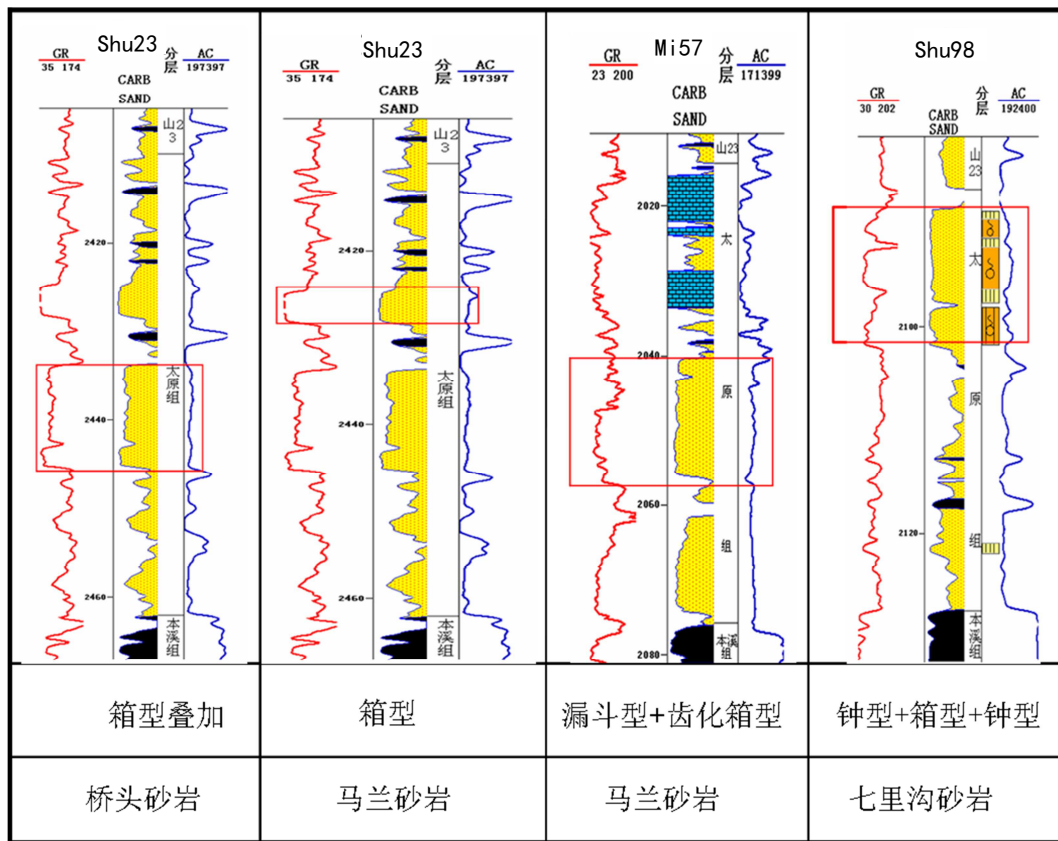 Shu23
GR
35 174
CARB
SAND
分层
AC
197397
山23
2420
太原组
2440
2460
本溪组
箱型叠加
桥头砂岩
Shu23
GR
35 174
CARB
SAND
分层
AC
197397
山23
2420
太原组
2440
2460
本溪组
箱型
马兰砂岩
Mi57
GR
23 200
CARB
SAND
分层
AC
171399
山23
2020
太
2040
原
2060
组
本溪组
2080
漏斗型+齿化箱型
马兰砂岩
Shu98
GR
30 202
CARB
SAND
分层
AC
192400
山23
太
2100
原
2120
组
本溪组
钟型+箱型+钟型
七里沟砂岩